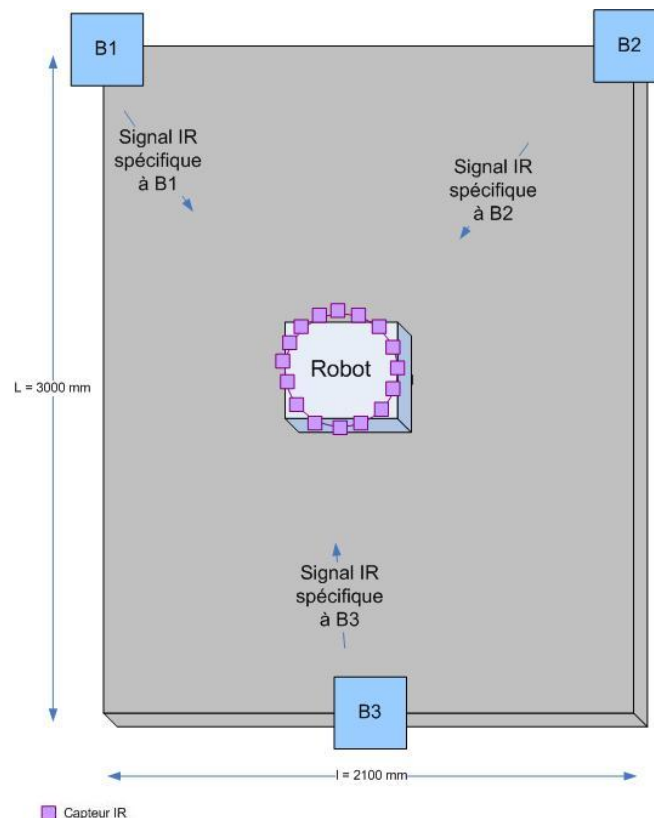 B1
B2
Signal IR
spécifique
à B1
Signal IR
spécifique
à B2
Robot
L = 3000 mm
Signal IR
spécifique
à B3
B3
l = 2100 mm
Capteur IR